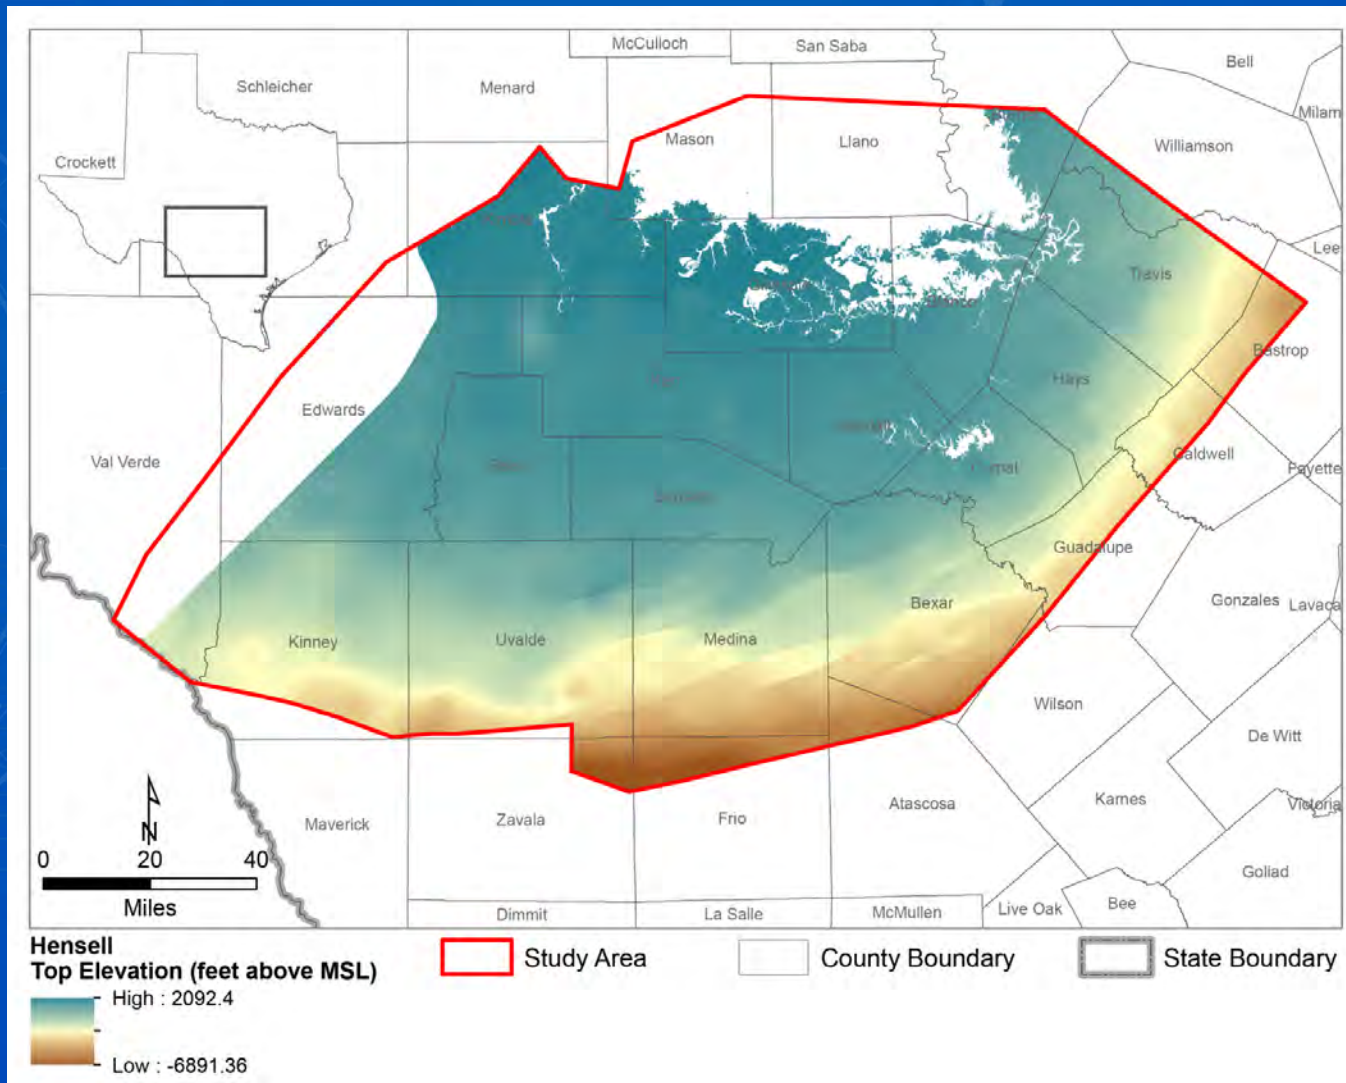 McCulloch
San Saba
Bell
Schleicher
Menard
Milam
Mason
Llano
Williamson
Crockett
Lee
Travis
Bastrop
Hays
Edwards
Val Verde
Caldwell
Fayette
Comal
Guadalupe
Gonzales
Lavaca
Bexar
Kinney
Uvalde
Medina
Wilson
De Witt
Karnes
Victoria
Maverick
Zavala
Frio
Atascosa
Goliad
Dimmit
La Salle
McMullen
Live Oak
Bee
N
0 20 40
Miles
Hensell
Top Elevation (feet above MSL)
High : 2092.4
Low : -6891.36
Study Area
County Boundary
State Boundary